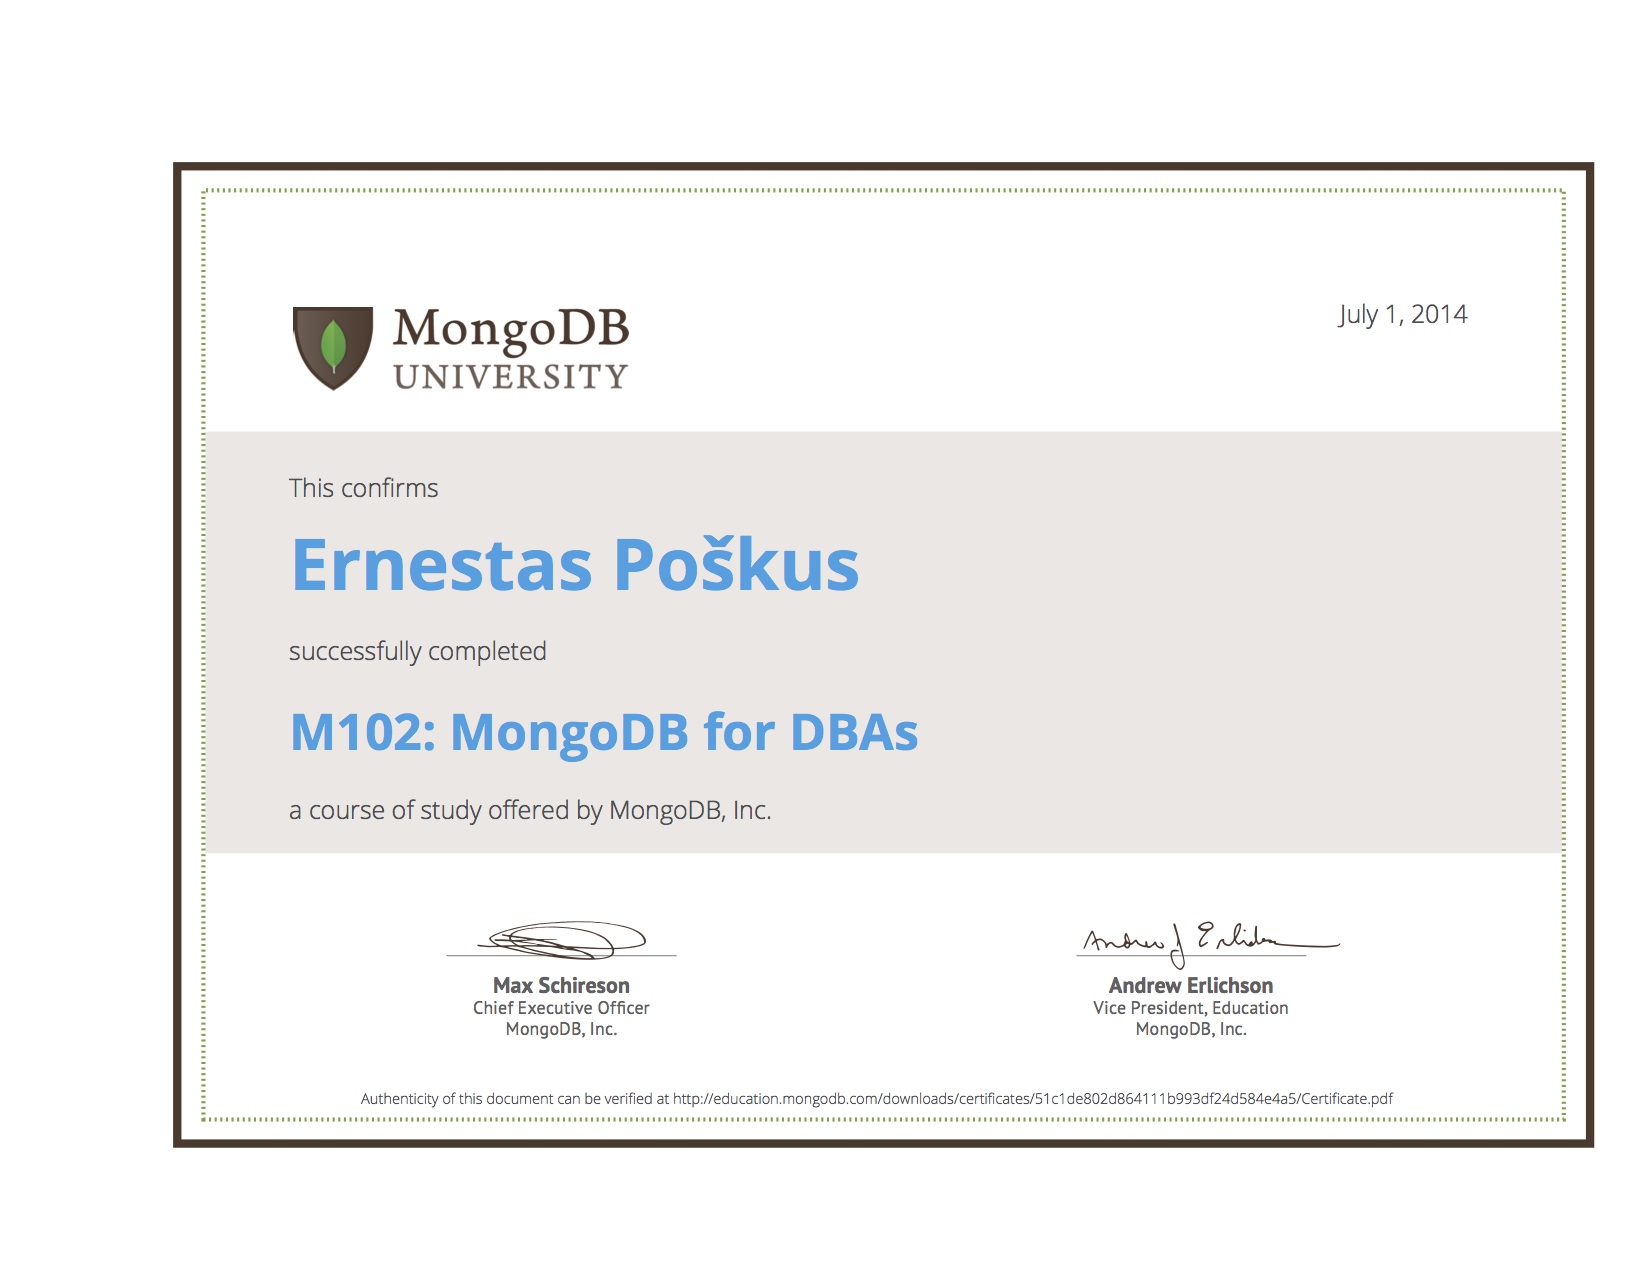 MongoDB
UNIVERSITY
July 1, 2014
This confirms
Ernestas Poškus
successfully completed
M102: MongoDB for DBAs
a course of study offered by MongoDB, Inc.
Max Schireson
Chief Executive Officer
MongoDB, Inc.
Andrew J Erlichson
Andrew Erlichson
Vice President, Education
MongoDB, Inc.
Authenticity of this document can be verified at http://education.mongodb.com/downloads/certificates/51c1de802d864111b993df24d584e4a5/Certificate.pdf